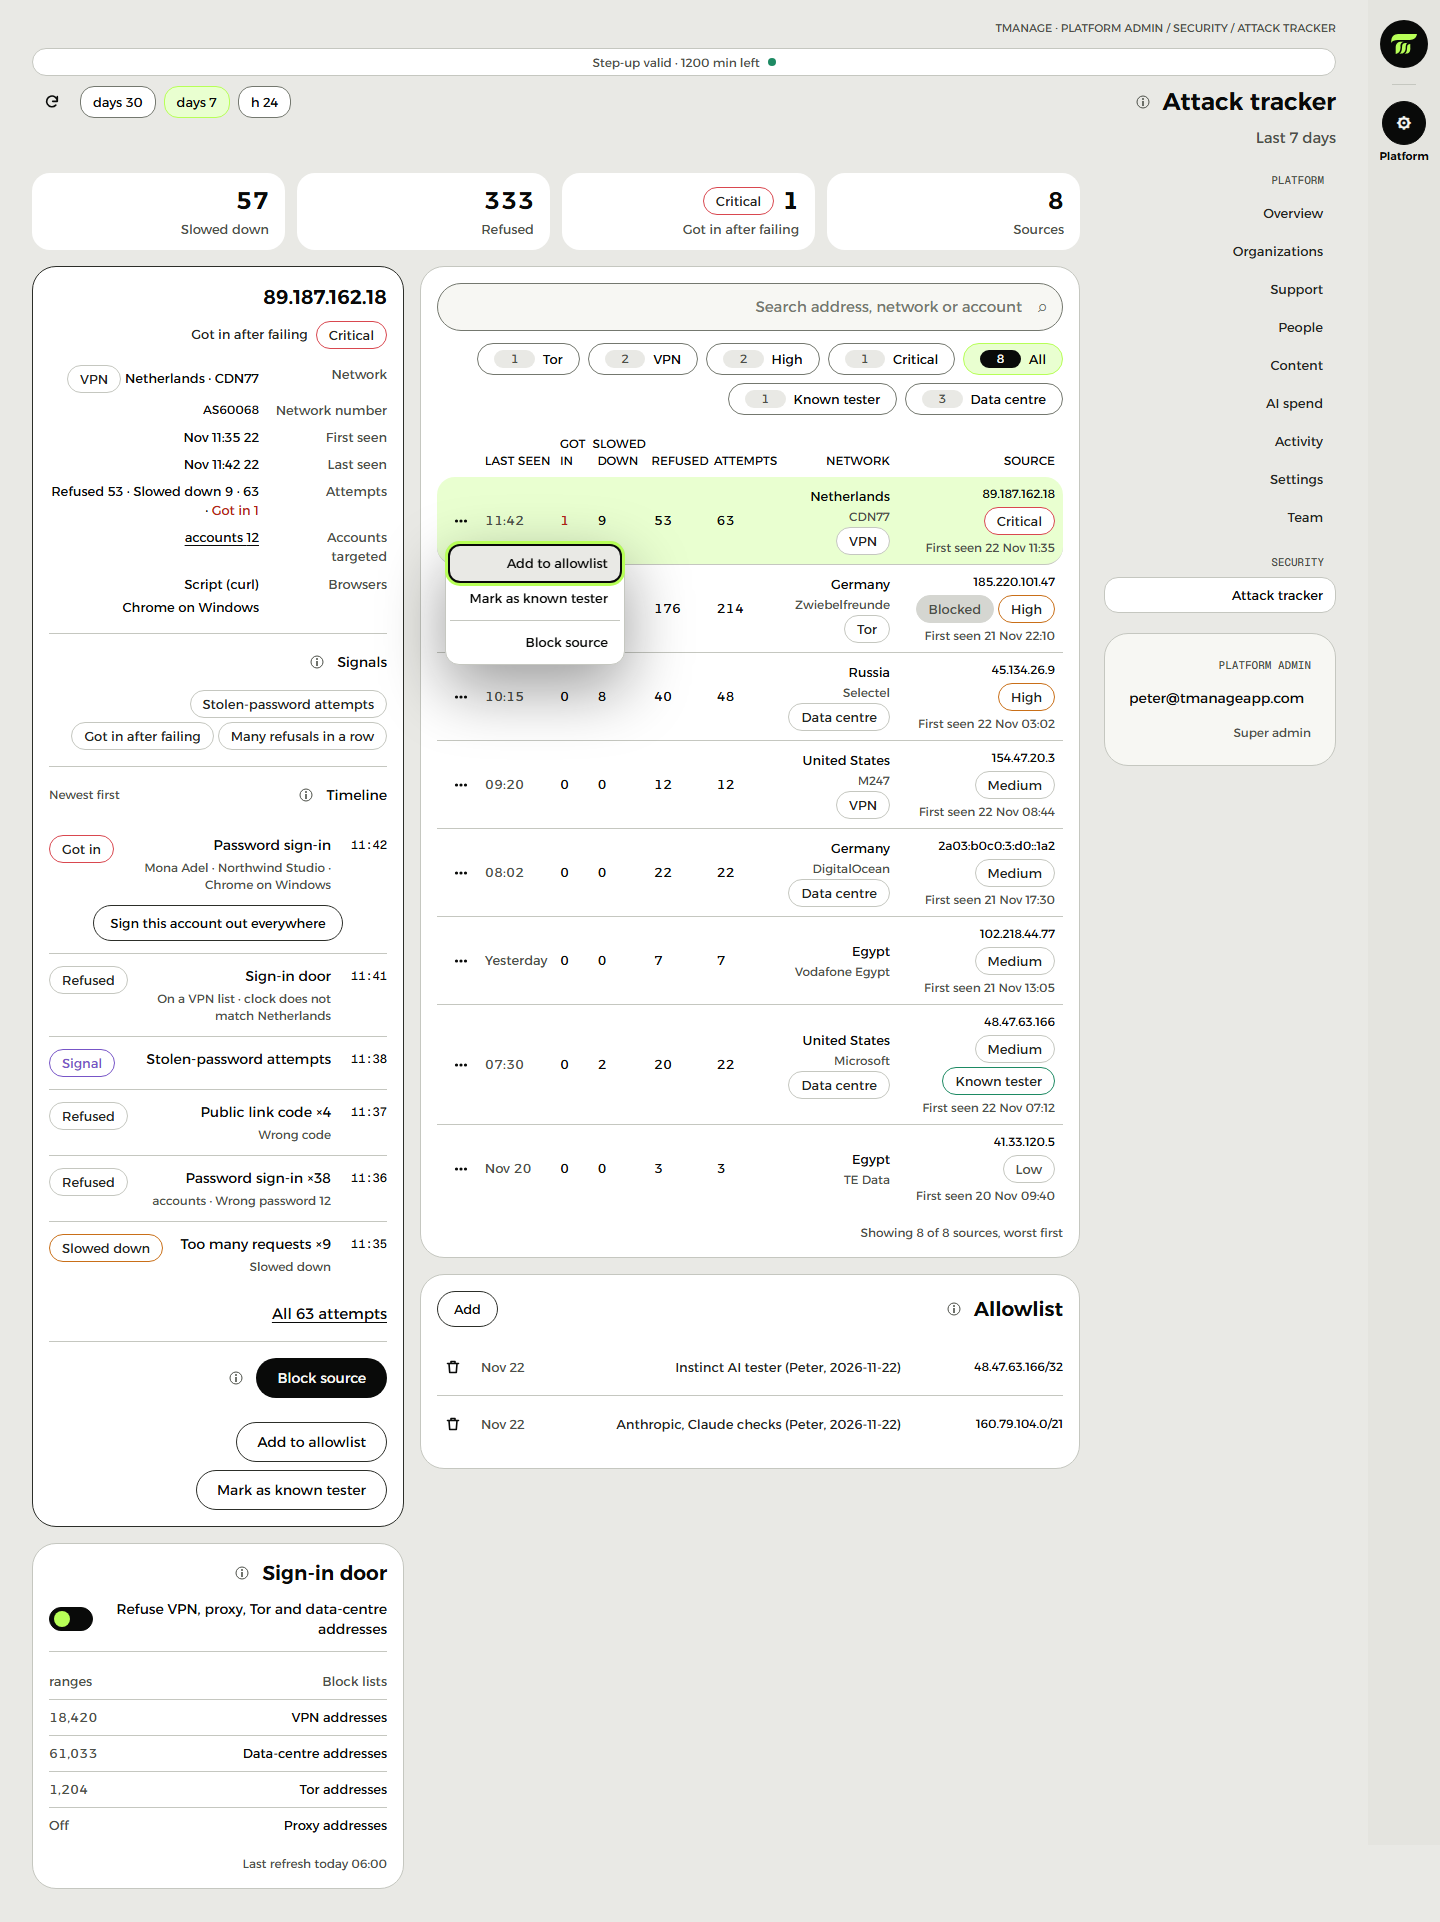 TMANAGE · PLATFORM ADMIN / SECURITY / ATTACK TRACKER
Step-up valid · 1200 min left
Platform
Attack tracker
days 30
days 7
h 24
Last 7 days
PLATFORM
Overview
Organizations
Support
People
Content
AI spend
Activity
Settings
Team
SECURITY
Attack tracker
PLATFORM ADMIN
peter@tmanageapp.com
Super admin
8
Sources
Critical 1
Got in after failing
333
Refused
57
Slowed down
Search address, network or account
8 All
1 Critical
2 High
2 VPN
1 Tor
3 Data centre
1 Known tester
SOURCE
NETWORK
ATTEMPTS
REFUSED
SLOWED DOWN
GOT IN
LAST SEEN
89.187.162.18
Critical
First seen 22 Nov 11:35
Netherlands
CDN77
VPN
63
53
9
1
11:42
Add to allowlist
Mark as known tester
Block source
185.220.101.47
Blocked High
First seen 21 Nov 22:10
Germany
Zwiebelfreunde
Tor
214
176
45.134.26.9
High
First seen 22 Nov 03:02
Russia
Selectel
Data centre
48
40
8
0
10:15
154.47.20.3
Medium
First seen 22 Nov 08:44
United States
M247
VPN
12
12
0
0
09:20
2a03:b0c0:3:d0::1a2
Medium
First seen 21 Nov 17:30
Germany
DigitalOcean
Data centre
22
22
0
0
08:02
102.218.44.77
Medium
First seen 21 Nov 13:05
Egypt
Vodafone Egypt
7
7
0
0
Yesterday
48.47.63.166
Medium
Known tester
First seen 22 Nov 07:12
United States
Microsoft
Data centre
22
20
2
0
07:30
41.33.120.5
Low
First seen 20 Nov 09:40
Egypt
TE Data
3
3
0
0
Nov 20
Showing 8 of 8 sources, worst first
Allowlist
Add
48.47.63.166/32
Instinct AI tester (Peter, 2026-11-22)
Nov 22
160.79.104.0/21
Anthropic, Claude checks (Peter, 2026-11-22)
Nov 22
89.187.162.18
Got in after failing Critical
Network
VPN Netherlands · CDN77
Network number
AS60068
First seen
Nov 11:35 22
Last seen
Nov 11:42 22
Attempts
Refused 53 · Slowed down 9 · 63
· Got in 1
Accounts targeted
accounts 12
Browsers
Script (curl)
Chrome on Windows
Signals
Stolen-password attempts
Got in after failing
Many refusals in a row
Timeline
Newest first
11:42
Password sign-in
Mona Adel · Northwind Studio ·
Chrome on Windows
Got in
Sign this account out everywhere
11:41
Sign-in door
On a VPN list · clock does not
match Netherlands
Refused
11:38
Stolen-password attempts
Signal
11:37
Public link code ×4
Wrong code
Refused
11:36
Password sign-in ×38
accounts · Wrong password 12
Refused
11:35
Too many requests ×9
Slowed down
Slowed down
All 63 attempts
Block source
Add to allowlist
Mark as known tester
Sign-in door
Refuse VPN, proxy, Tor and data-centre
addresses
Block lists
ranges
VPN addresses
18,420
Data-centre addresses
61,033
Tor addresses
1,204
Proxy addresses
Off
Last refresh today 06:00